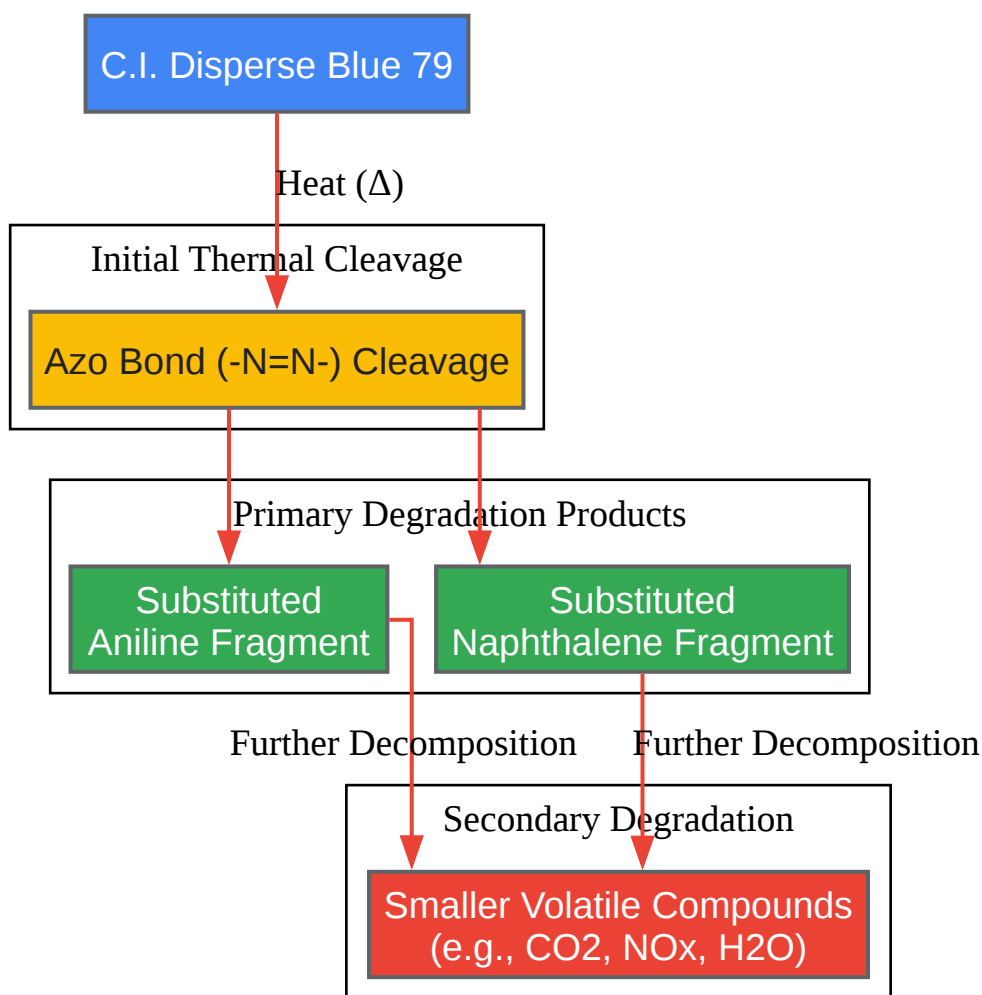 C.I. Disperse Blue 79
Heat (Δ)
Initial Thermal Cleavage
Azo Bond (-N=N-) Cleavage
Primary Degradation Products
Substituted
Aniline Fragment
Substituted
Naphthalene Fragment
Further Decomposition
Further Decomposition
Secondary Degradation
Smaller Volatile Compounds
(e.g., CO2, NOx, H2O)